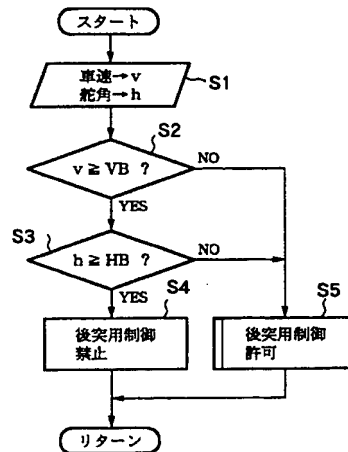 スタート
車速→v
舵角→h
S1
S2
v≧VB ?
NO
YES
S3
h≧HB ?
NO
YES
S4
後突用制御
禁止
S5
後突用制御
許可
リターン